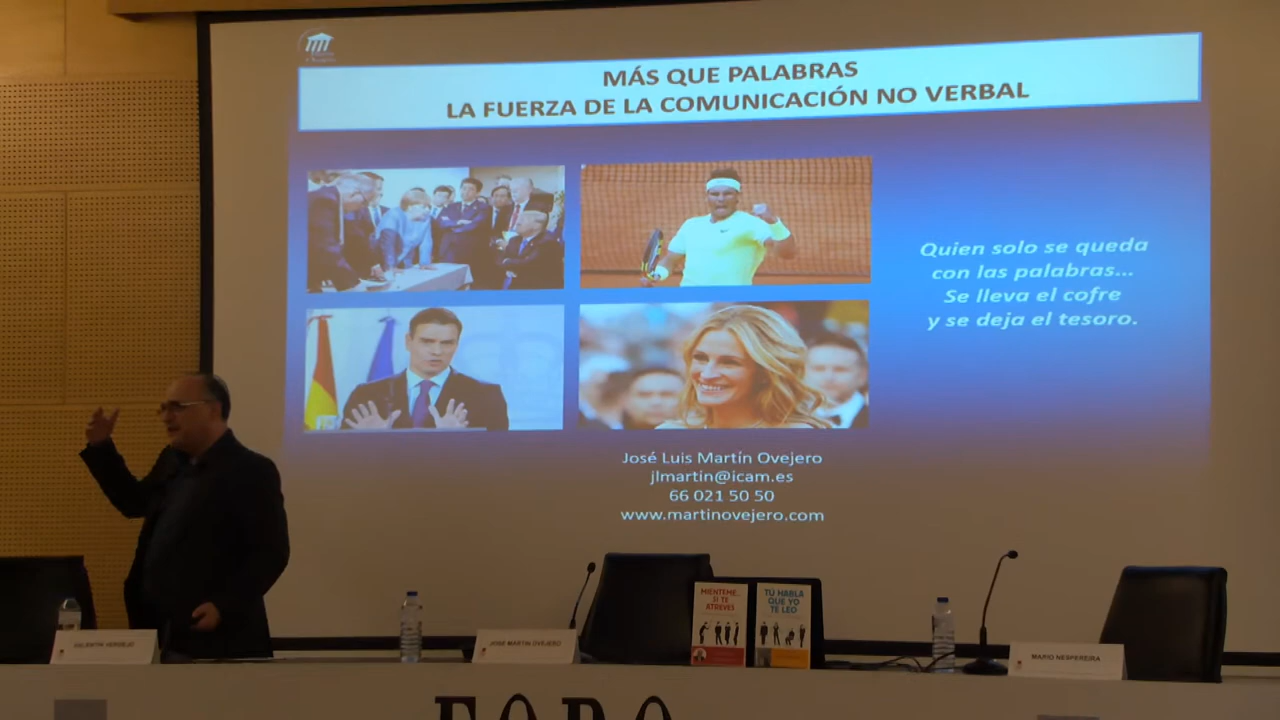 MÁS QUE PALABRAS
LA FUERZA DE LA COMUNICACIÓN NO VERBAL
Quien solo se queda
con las palabras...
Se lleva el cofre
y se deja el tesoro.
José Luis Martín Ovejero
jlmartin@icam.es
66 021 50 50
www.martinovejero.com
MIÉNTEME...
SI TE
ATREVES
TÚ HABLA
QUE YO
TE LEO
JOSÉ MARTÍN OVEJERO
MARIO NESPEREIRA
FORO